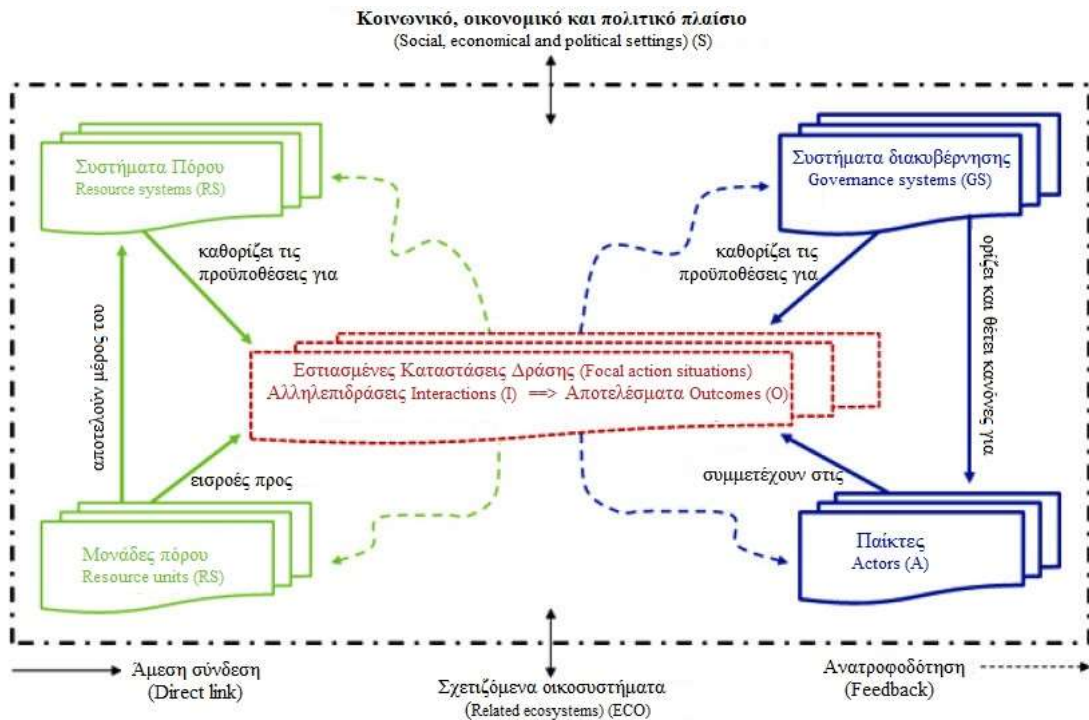 Κοινωνικό, οικονομικό και πολιτικό πλαίσιο
(Social, economical and political settings) (S)
Συστήματα Πόρου
Resource systems (RS)
Συστήματα διακυβέρνησης
Governance systems (GS)
καθορίζει τις
προϋποθέσεις για
καθορίζει τις
προϋποθέσεις για
αποτελούν μέρος του
ορίζει και θέτει κανόνες για
Εστιασμένες Καταστάσεις Δράσης (Focal action situations)
Αλληλεπιδράσεις Interactions (I) ==> Αποτελέσματα Outcomes (O)
εισροές προς
συμμετέχουν στις
Μονάδες πόρου
Resource units (RS)
Παίκτες
Actors (A)
Άμεση σύνδεση
(Direct link)
Σχετιζόμενα οικοσυστήματα
(Related ecosystems) (ECO)
Ανατροφοδότηση
(Feedback)